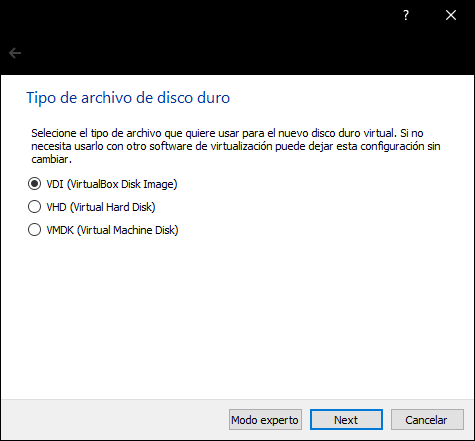 ?
Tipo de archivo de disco duro
Selecione el tipo de archivo que quiere usar para el nuevo disco duro virtual. Si no
necesita usarlo con otro software de virtualización puede dejar esta configuración sin
cambiar.
VDI (VirtualBox Disk Image)
VHD (Virtual Hard Disk)
VMDK (Virtual Machine Disk)
Modo experto Next Cancelar